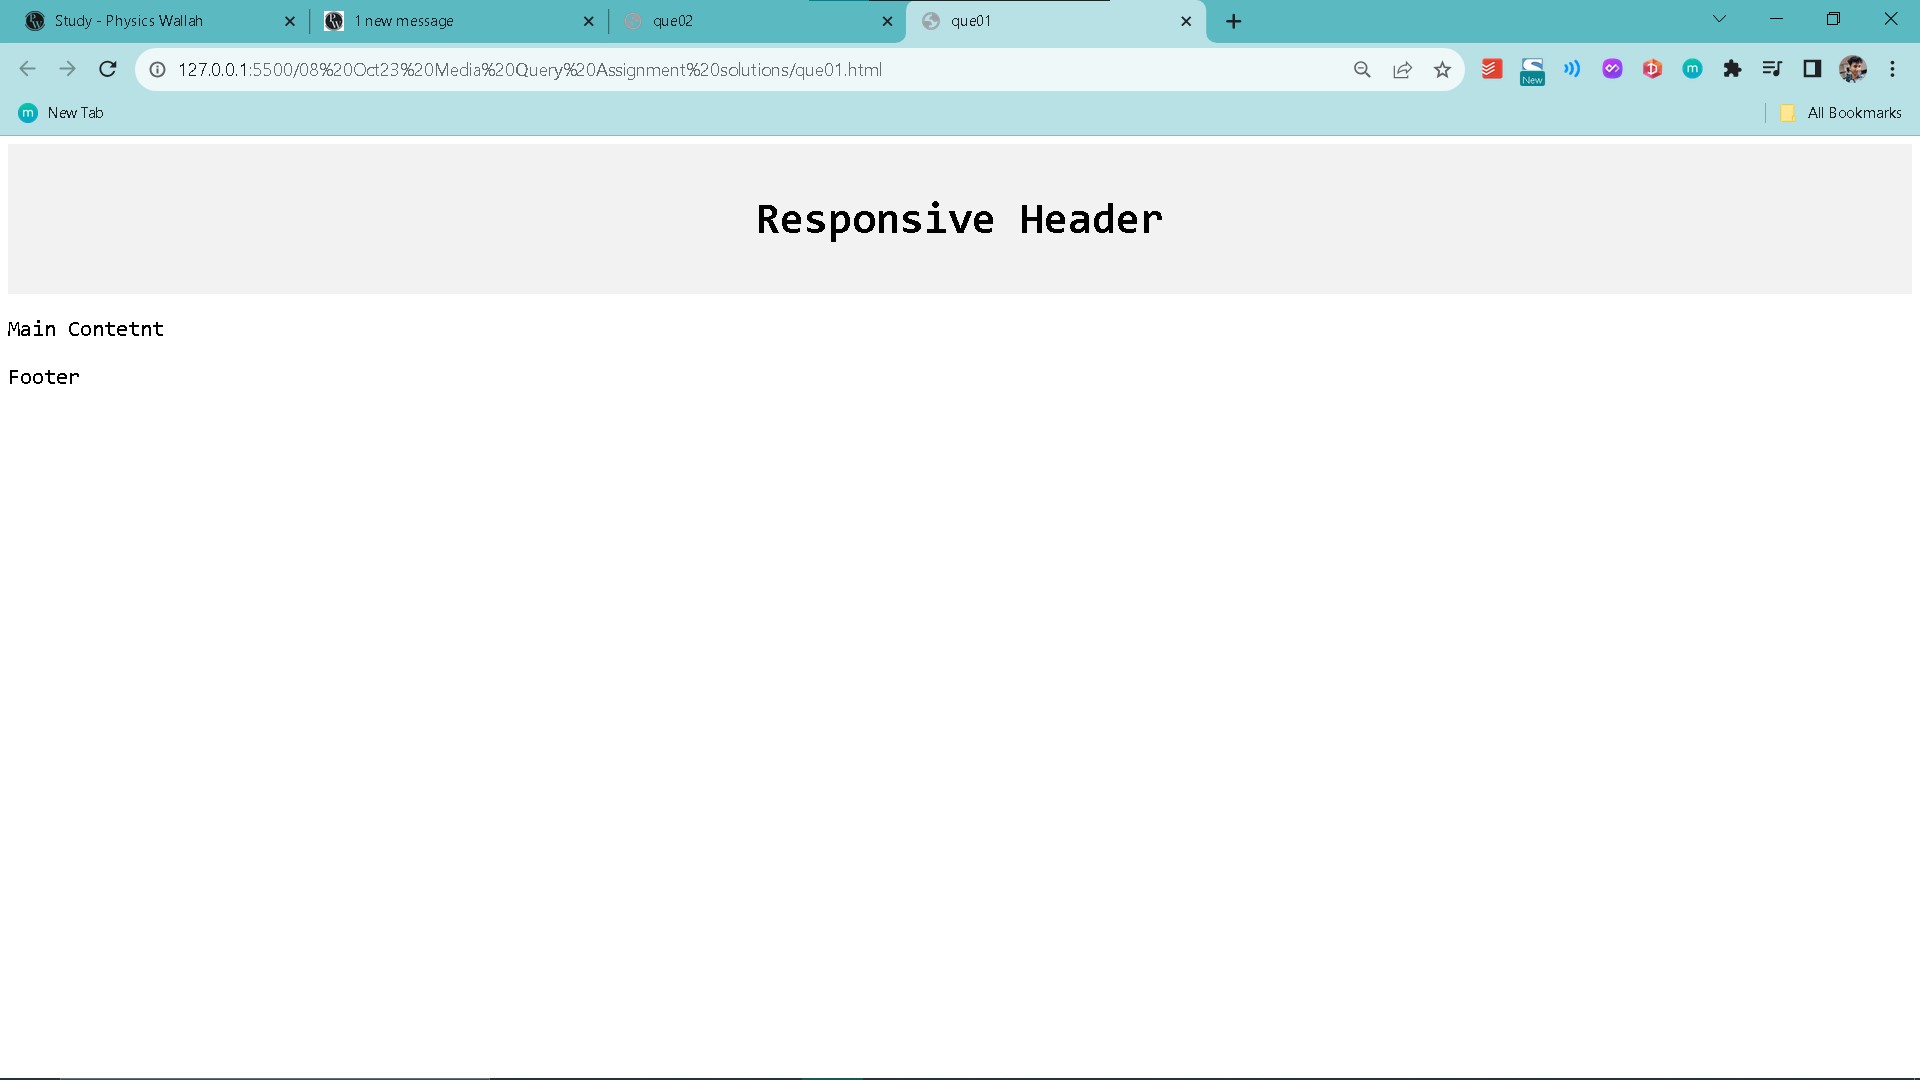 Study - Physics Wallah
1 new message
que02
que01
127.0.0.1:5500/08%20Oct23%20Media%20Query%20Assignment%20solutions/que01.html
New
m
m
New Tab
All Bookmarks
Responsive Header
Main Contetnt
Footer